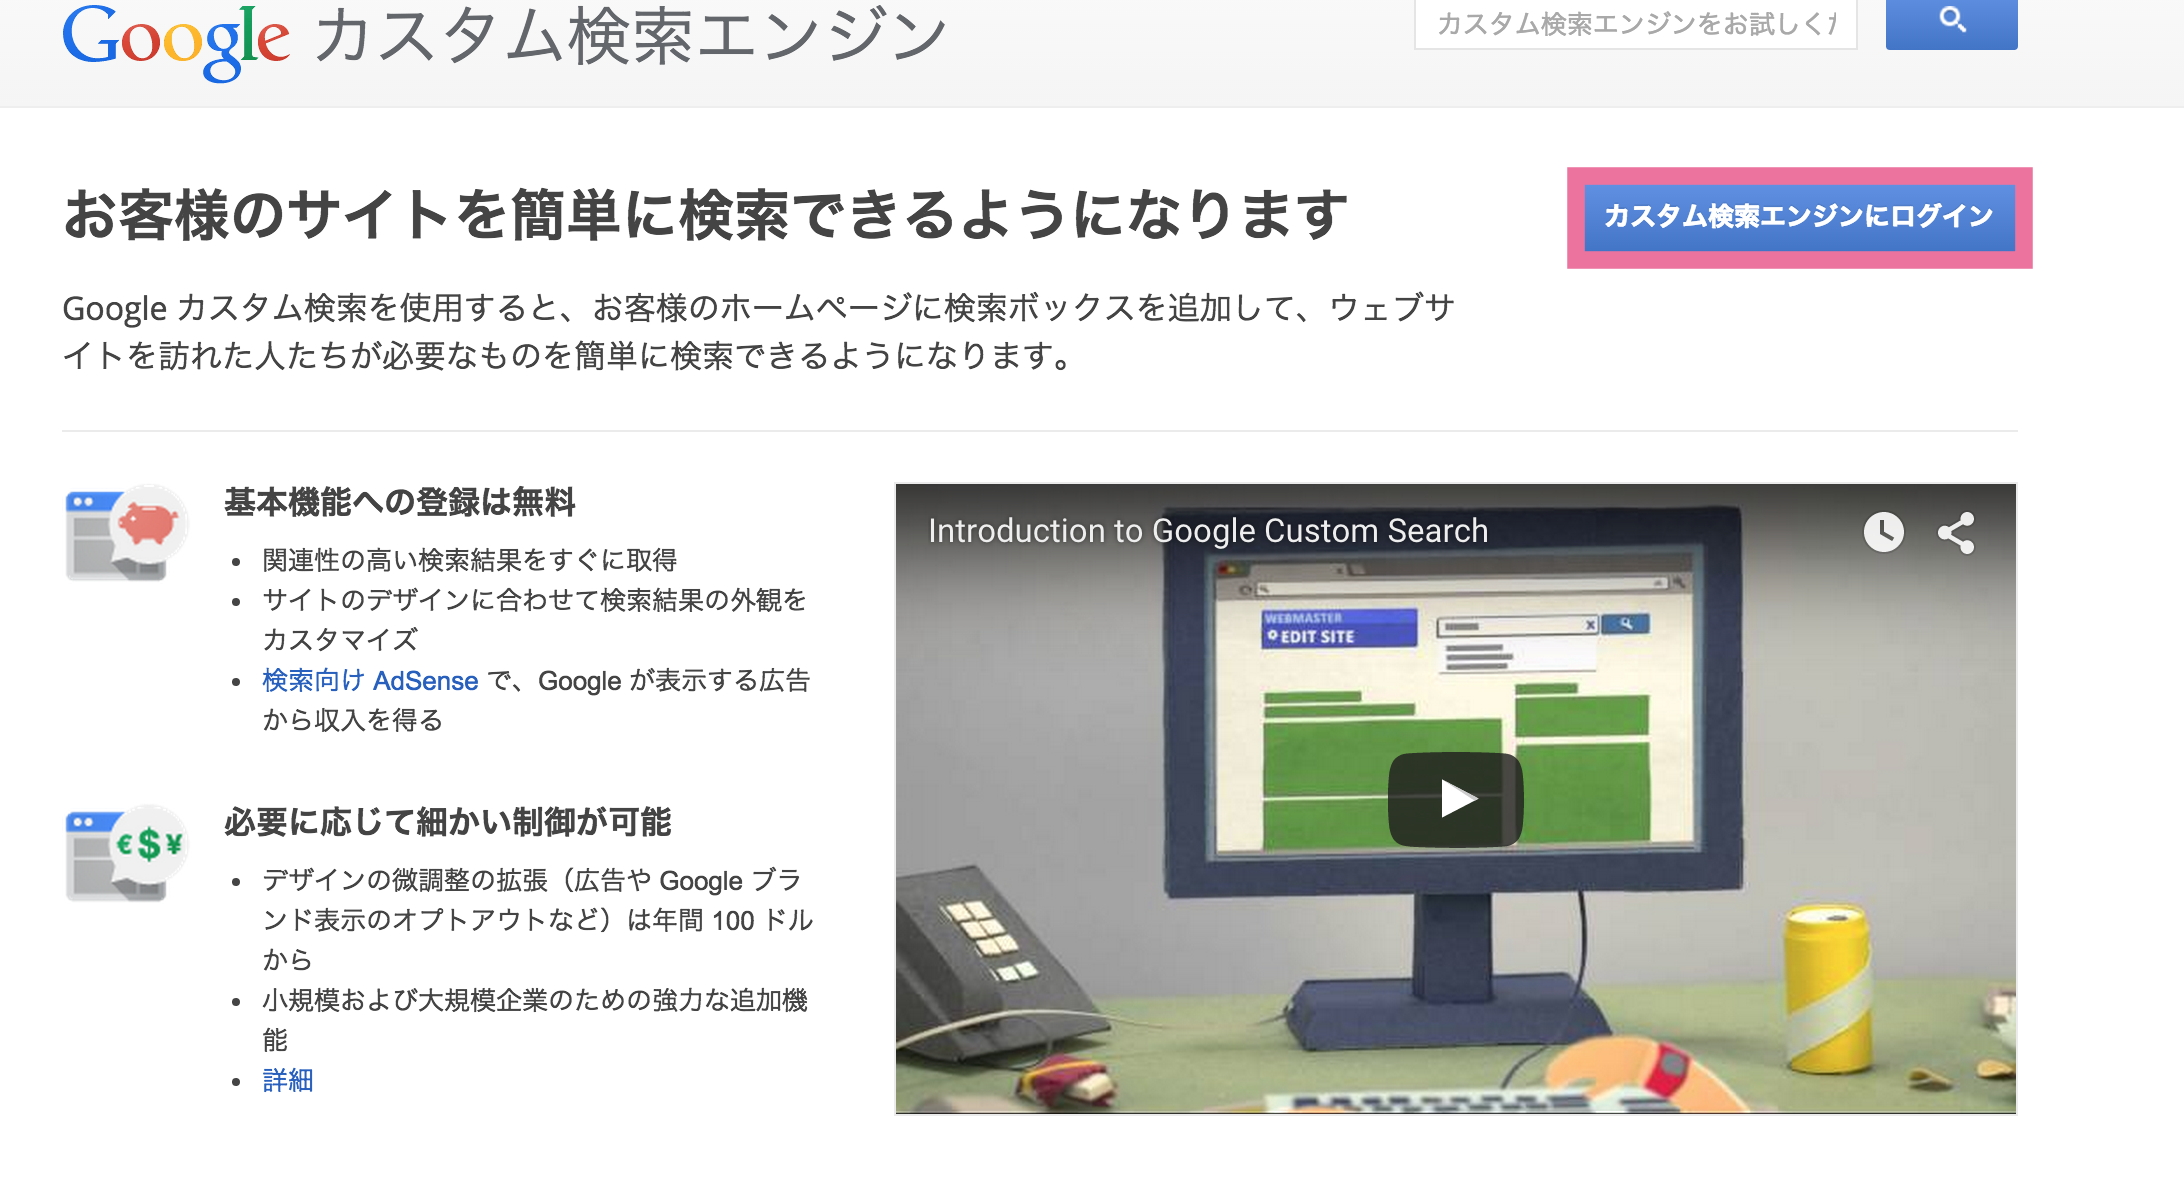 Google カスタム検索エンジン
カスタム検索エンジンをお試しくだ
お客様のサイトを簡単に検索できるようになります
カスタム検索エンジンにログイン
Google カスタム検索を使用すると、お客様のホームページに検索ボックスを追加して、ウェブサ
イトを訪れた人たちが必要なものを簡単に検索できるようになります。
基本機能への登録は無料
• 関連性の高い検索結果をすぐに取得
• サイトのデザインに合わせて検索結果の外観を
カスタマイズ
• 検索向け AdSense で、Google が表示する広告
から収入を得る
€$¥
必要に応じて細かい制御が可能
• デザインの微調整の拡張（広告や Google ブラ
ンド表示のオプトアウトなど）は年間 100 ドル
から
• 小規模および大規模企業のための強力な追加機
能
• 詳細
Introduction to Google Custom Search
WEBMASTER
EDIT SITE
x